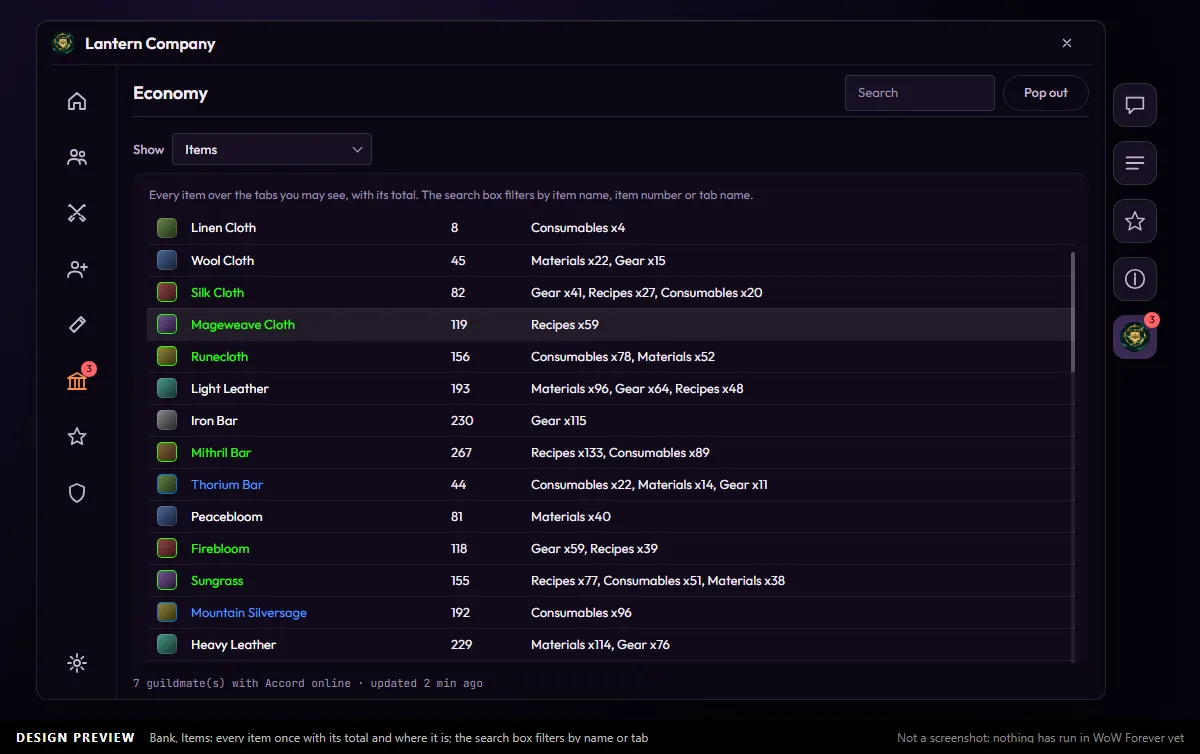 Lantern Company
Economy
Search
Pop out
Show
Items
Every item over the tabs you may see, with its total. The search box filters by item name, item number or tab name.
Linen Cloth 8 Consumables x4
Wool Cloth 45 Materials x22, Gear x15
Silk Cloth 82 Gear x41, Recipes x27, Consumables x20
Mageweave Cloth 119 Recipes x59
Runecloth 156 Consumables x78, Materials x52
Light Leather 193 Materials x96, Gear x64, Recipes x48
Iron Bar 230 Gear x115
Mithril Bar 267 Recipes x133, Consumables x89
Thorium Bar 44 Consumables x22, Materials x14, Gear x11
Peacebloom 81 Materials x40
Firebloom 118 Gear x59, Recipes x39
Sungrass 155 Recipes x77, Consumables x51, Materials x38
Mountain Silversage 192 Consumables x96
Heavy Leather 229 Materials x114, Gear x76
3
3
7 guildmate(s) with Accord online · updated 2 min ago
DESIGN PREVIEW Bank, Items: every item once with its total and where it is; the search box filters by name or tab
Not a screenshot: nothing has run in WoW Forever yet